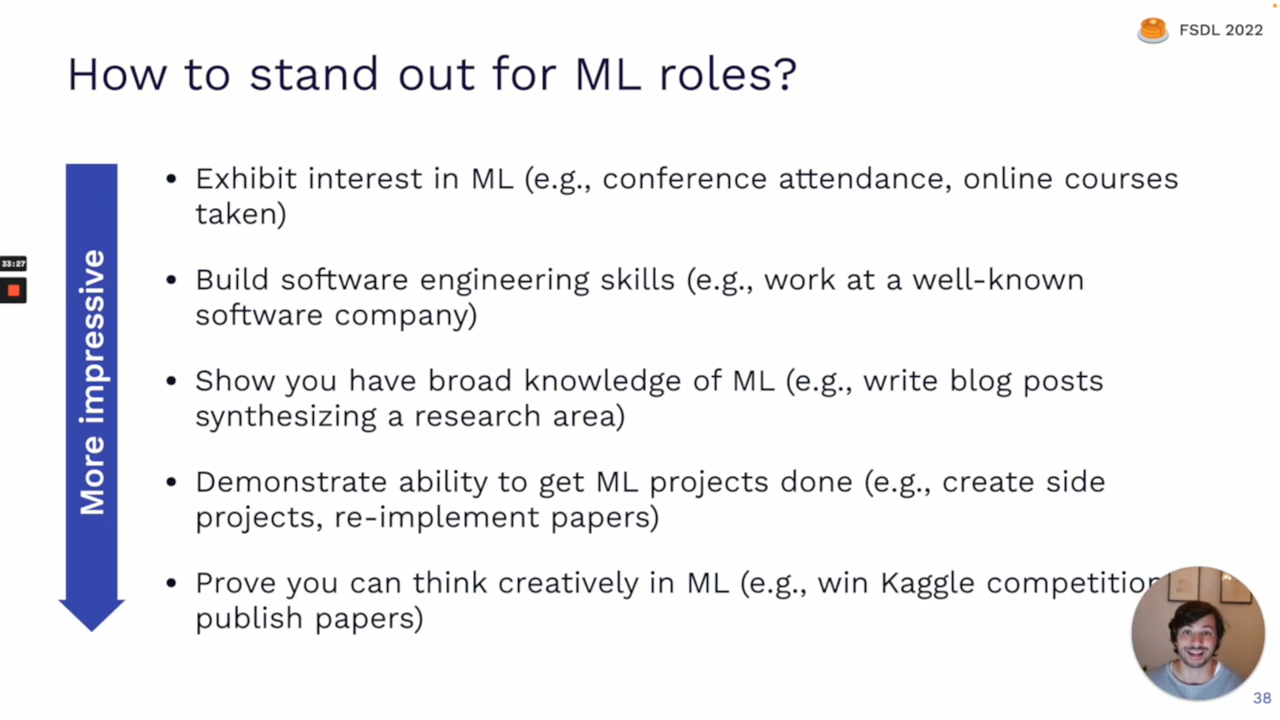 FSDL 2022
How to stand out for ML roles?
More impressive
• Exhibit interest in ML (e.g., conference attendance, online courses
taken)
• Build software engineering skills (e.g., work at a well-known
software company)
• Show you have broad knowledge of ML (e.g., write blog posts
synthesizing a research area)
• Demonstrate ability to get ML projects done (e.g., create side
projects, re-implement papers)
• Prove you can think creatively in ML (e.g., win Kaggle
publish papers)
33:27
38